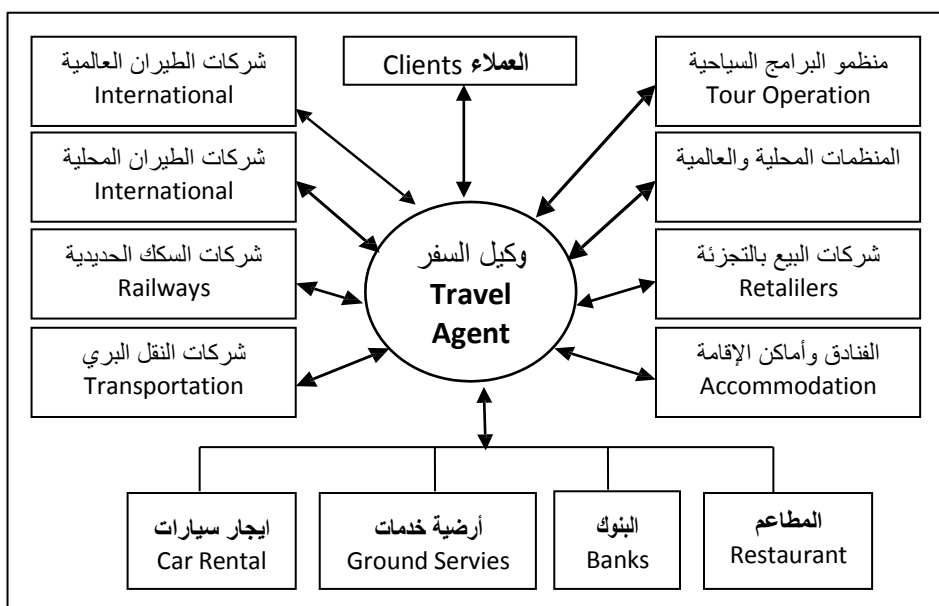 شركات الطيران العالمية
International
العملاء Clients
منظمو البرامج السياحية
Tour Operation
شركات الطيران المحلية
International
المنظمات المحلية والعالمية
شركات السكك الحديدية
Railways
وكيل السفر
Travel
Agent
شركات البيع بالتجزئة
Retalilers
شركات النقل البري
Transportation
الفنادق وأماكن الإقامة
Accommodation
ايجار سيارات
Car Rental
أرضية خدمات
Ground Servies
البنوك
Banks
المطاعم
Restaurant